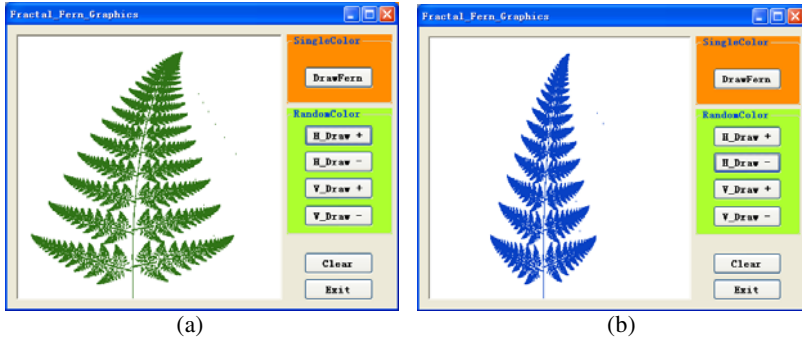 Fractal_Fern_Graphics
SingleColor
DrawFern
RandomColor
H_Draw +
H_Draw -
V_Draw +
V_Draw -
Clear
Exit
(a)
Fractal_Fern_Graphics
SingleColor
DrawFern
RandomColor
H_Draw +
H_Draw -
V_Draw +
V_Draw -
Clear
Exit
(b)